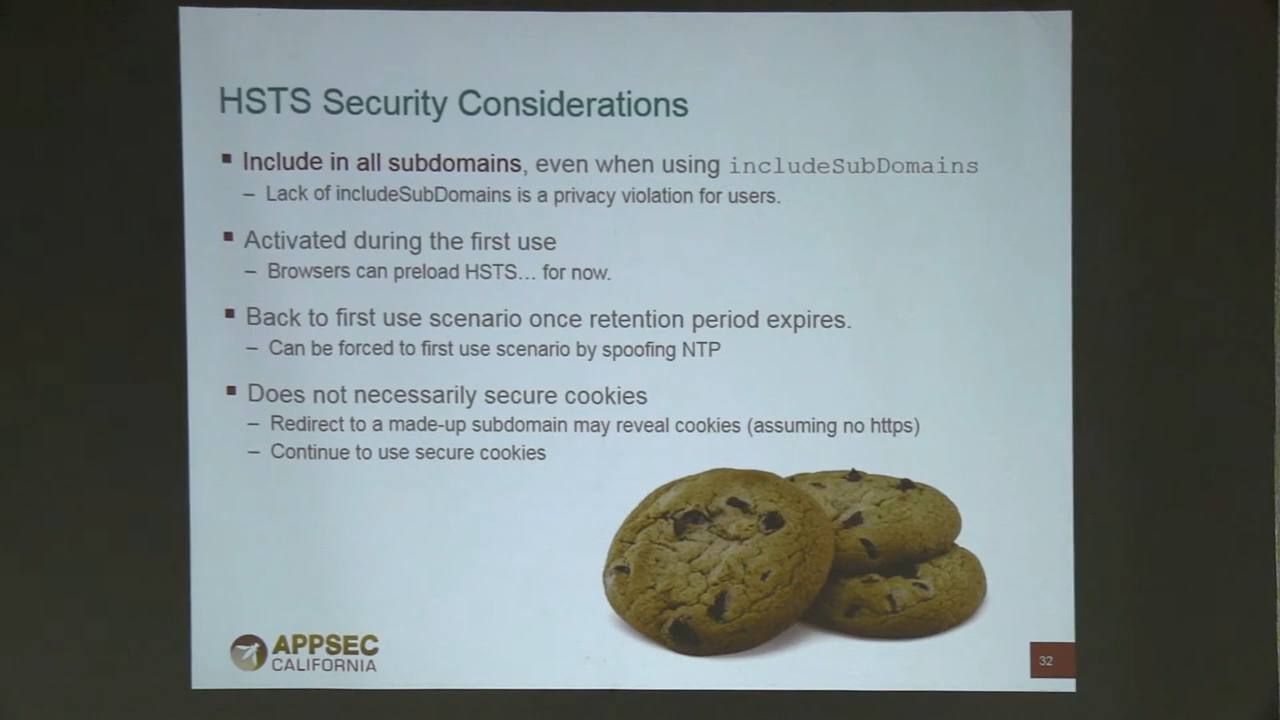 HSTS Security Considerations
▪ Include in all subdomains, even when using includeSubDomains
– Lack of includeSubDomains is a privacy violation for users.
▪ Activated during the first use
– Browsers can preload HSTS… for now.
▪ Back to first use scenario once retention period expires.
– Can be forced to first use scenario by spoofing NTP
▪ Does not necessarily secure cookies
– Redirect to a made-up subdomain may reveal cookies (assuming no https)
– Continue to use secure cookies
APPSEC
CALIFORNIA
32